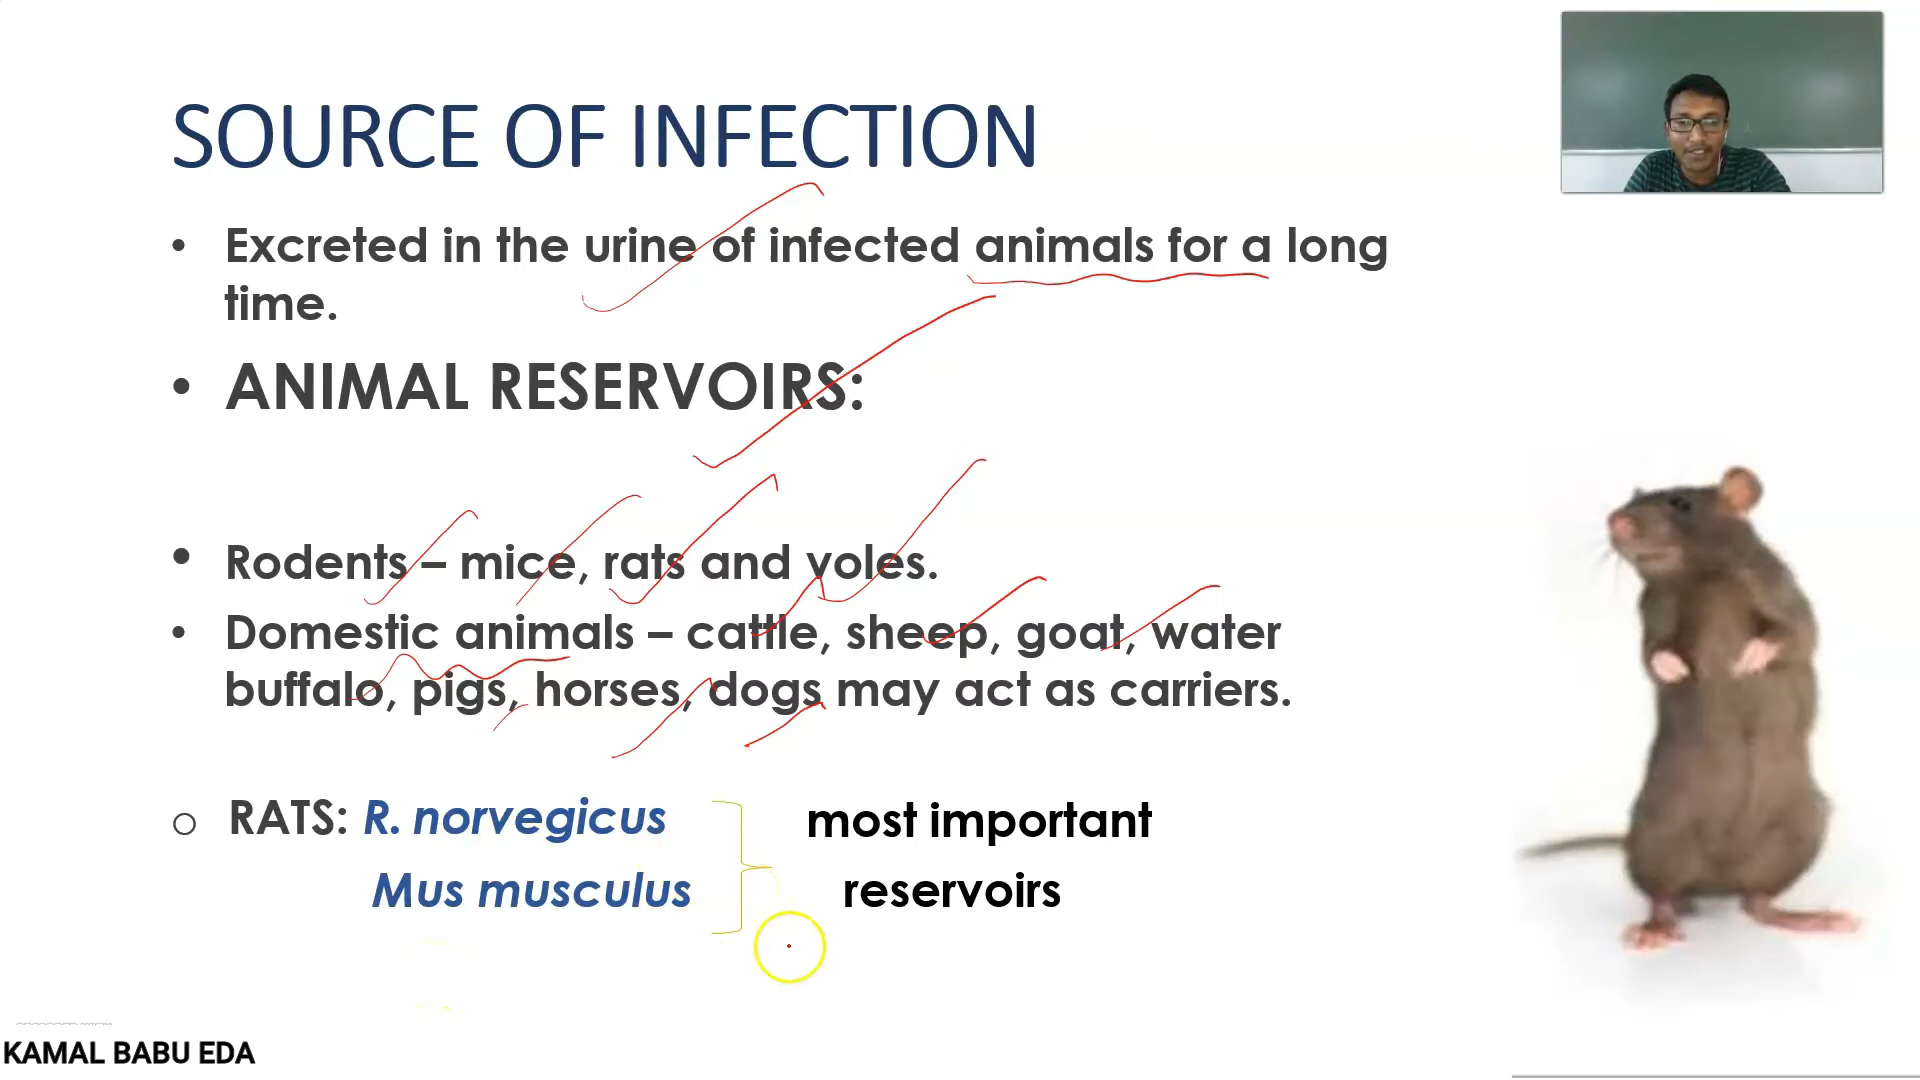 SOURCE OF INFECTION
• Excreted in the urine of infected animals for a long
time.
• ANIMAL RESERVOIRS:
• Rodents – mice, rats and voles.
• Domestic animals – cattle, sheep, goat, water
buffalo, pigs, horses, dogs may act as carriers.
o RATS: R. norvegicus
most important
Mus musculus
reservoirs
KAMAL BABU EDA